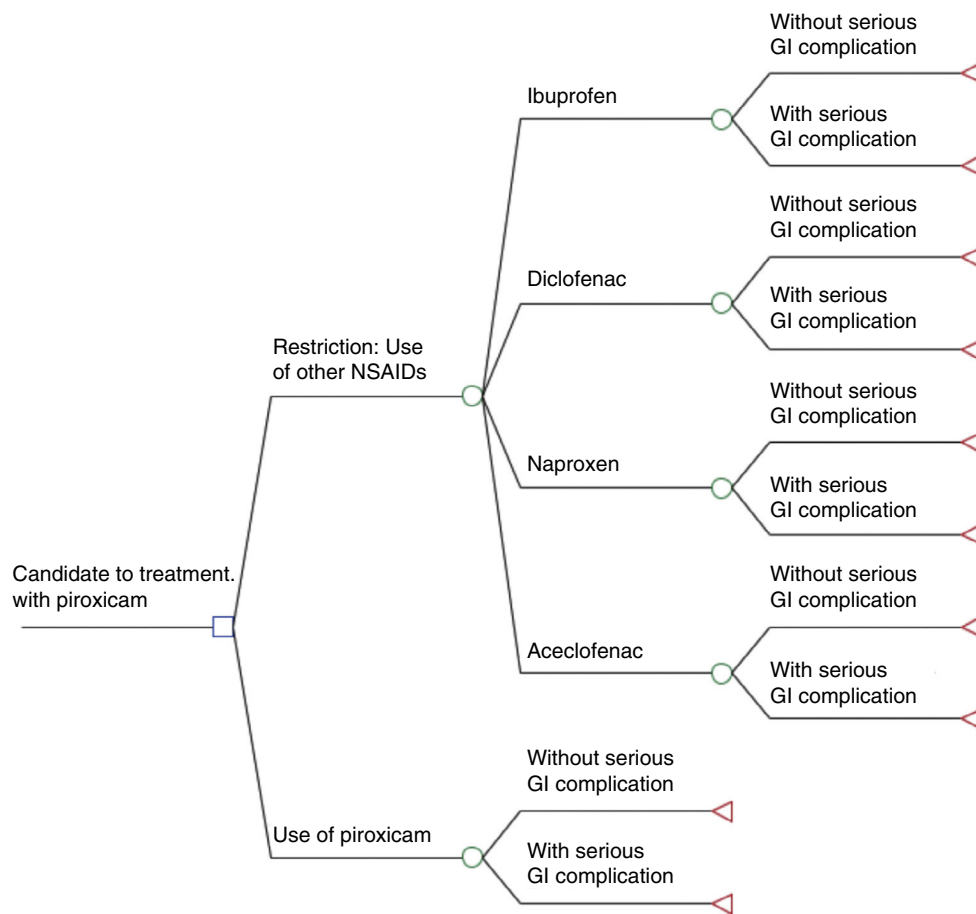 Without serious
GI complication
Ibuprofen
With serious
GI complication
Without serious
GI complication
Diclofenac
With serious
GI complication
Restriction: Use
of other NSAIDs
Without serious
GI complication
Naproxen
With serious
GI complication
Candidate to treatment.
with piroxicam
Without serious
GI complication
Aceclofenac
With serious
GI complication
Without serious
GI complication
Use of piroxicam
With serious
GI complication